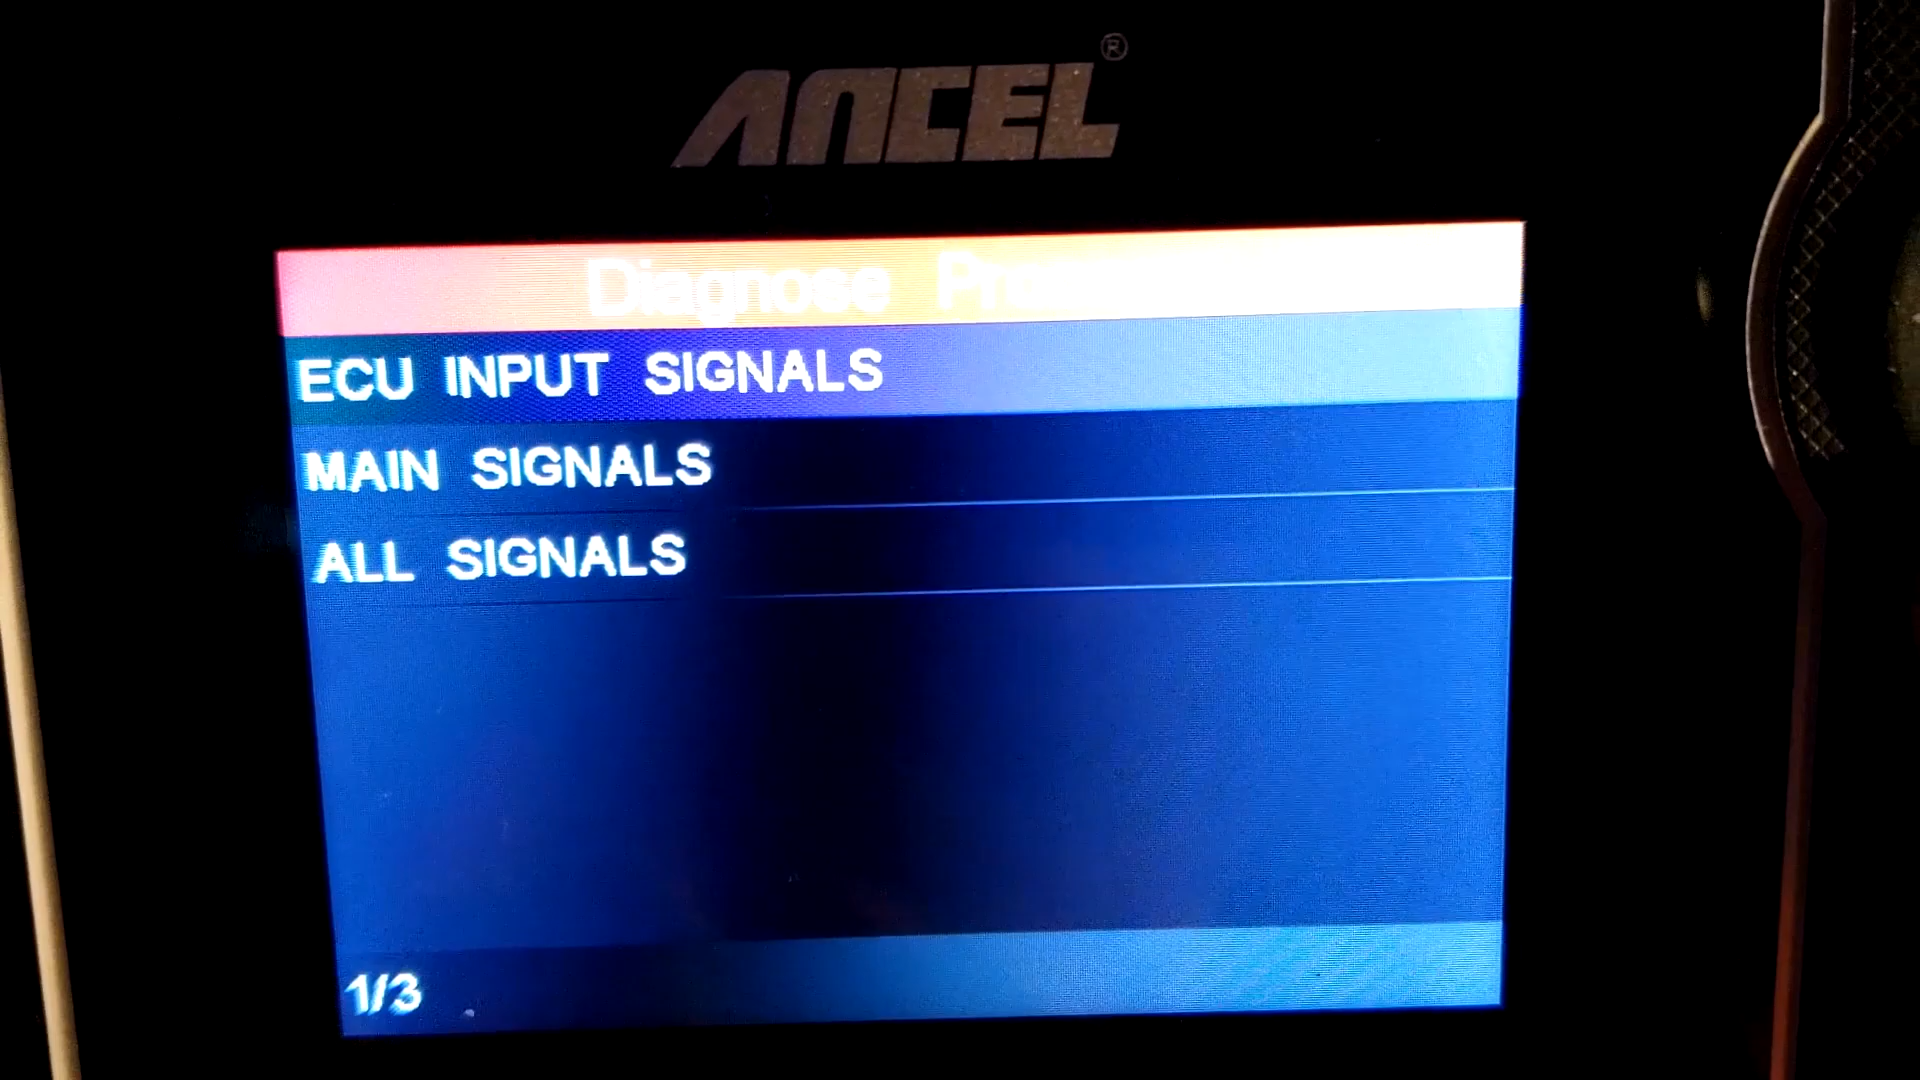 ANCEL®
Diagnose
ECU INPUT SIGNALS
MAIN SIGNALS
ALL SIGNALS
1/3